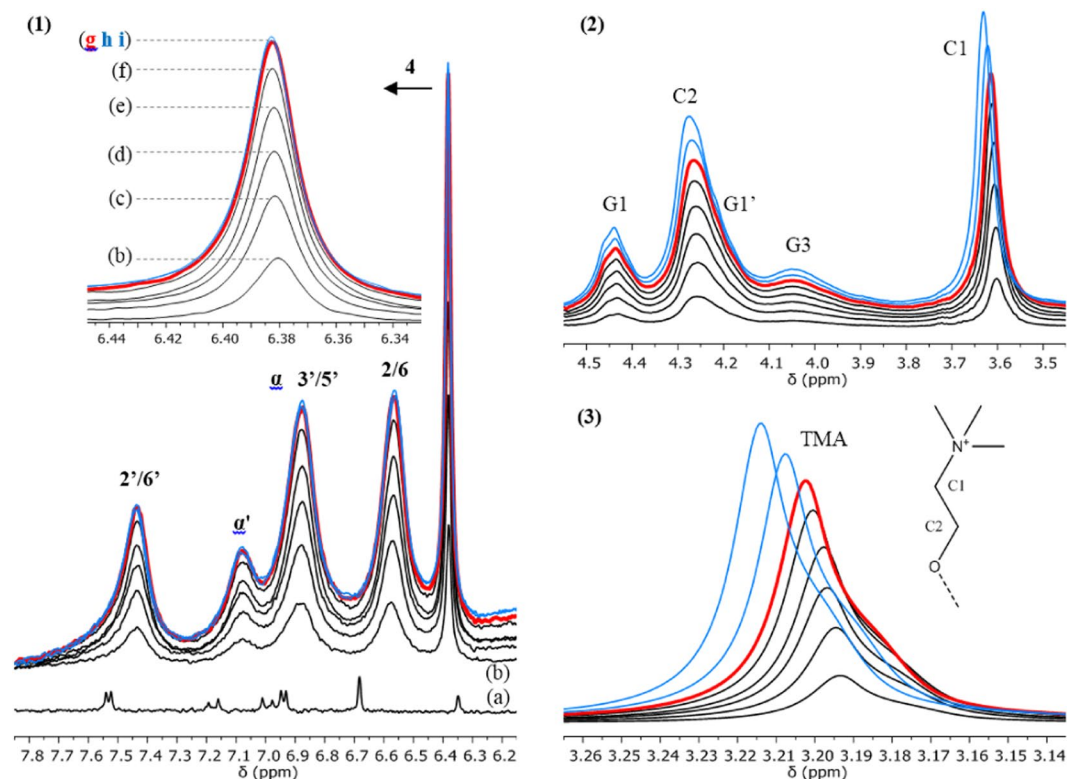 (1)
(g h i)
(f)
(e)
(d)
(c)
(b)
6.44 6.42 6.40 6.38 6.36 6.34
4
α 3’/5’ 2/6
2’/6’
α'
(b)
(a)
7.8 7.7 7.6 7.5 7.4 7.3 7.2 7.1 7.0 6.9 6.8 6.7 6.6 6.5 6.4 6.3 6.2
δ (ppm)
(2)
C1
C2
G1
G1’
G3
4.5 4.4 4.3 4.2 4.1 4.0 3.9 3.8 3.7 3.6 3.5
δ (ppm)
(3)
TMA
N+
C1
C2
O
3.26 3.25 3.24 3.23 3.22 3.21 3.20 3.19 3.18 3.17 3.16 3.15 3.14
δ (ppm)